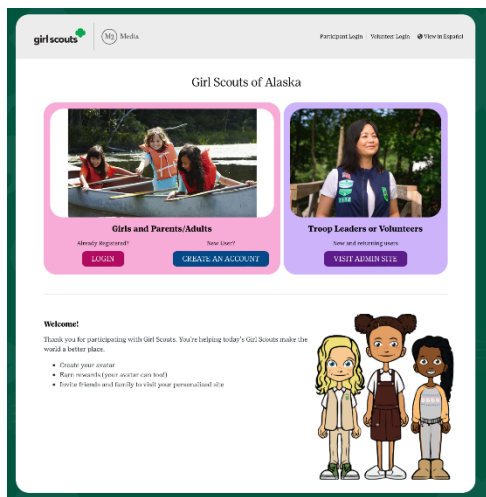 girl scouts
M2 Media
Participant Login Volunteer Login View in Español
Girl Scouts of Alaska
Girls and Parents/Adults
Already Registered? New User?
LOGIN CREATE AN ACCOUNT
Troop Leaders or Volunteers
New and returning users
VISIT ADMIN SITE
Welcome!
Thank you for participating with Girl Scouts. You're helping today's Girl Scouts make the
world a better place.
Create your avatar
Earn rewards (your avatar can too!)
Invite friends and family to visit your personalized site